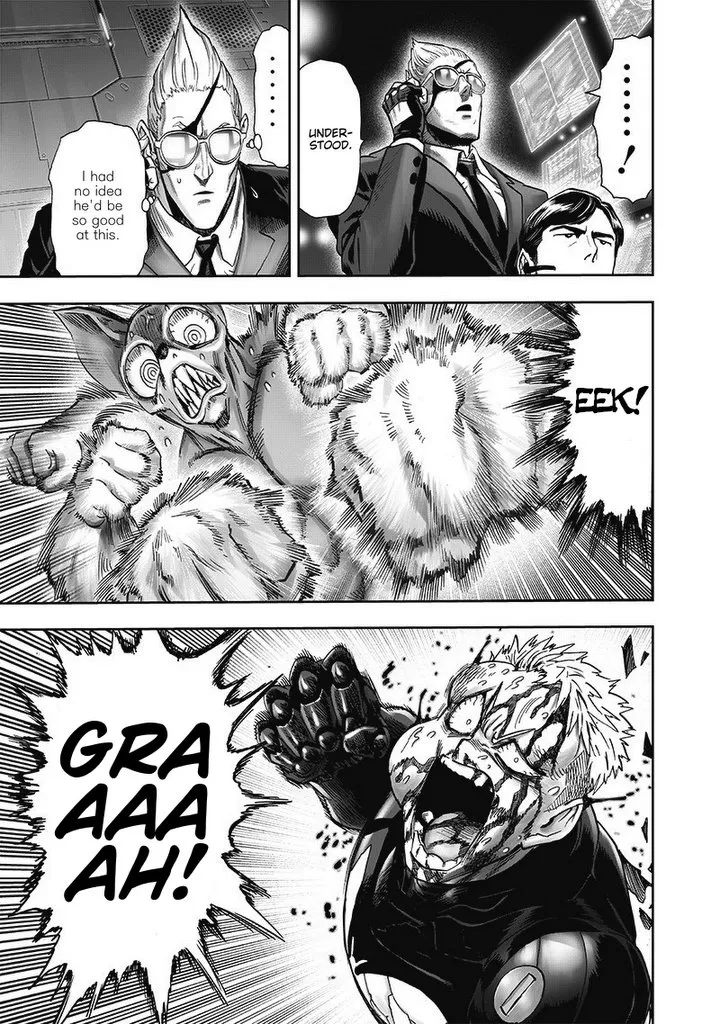 ......!
UNDER-
STOOD.
......
I had
no idea
he'd be
so good
at this.
EEK!
GRA
AAA
AH!